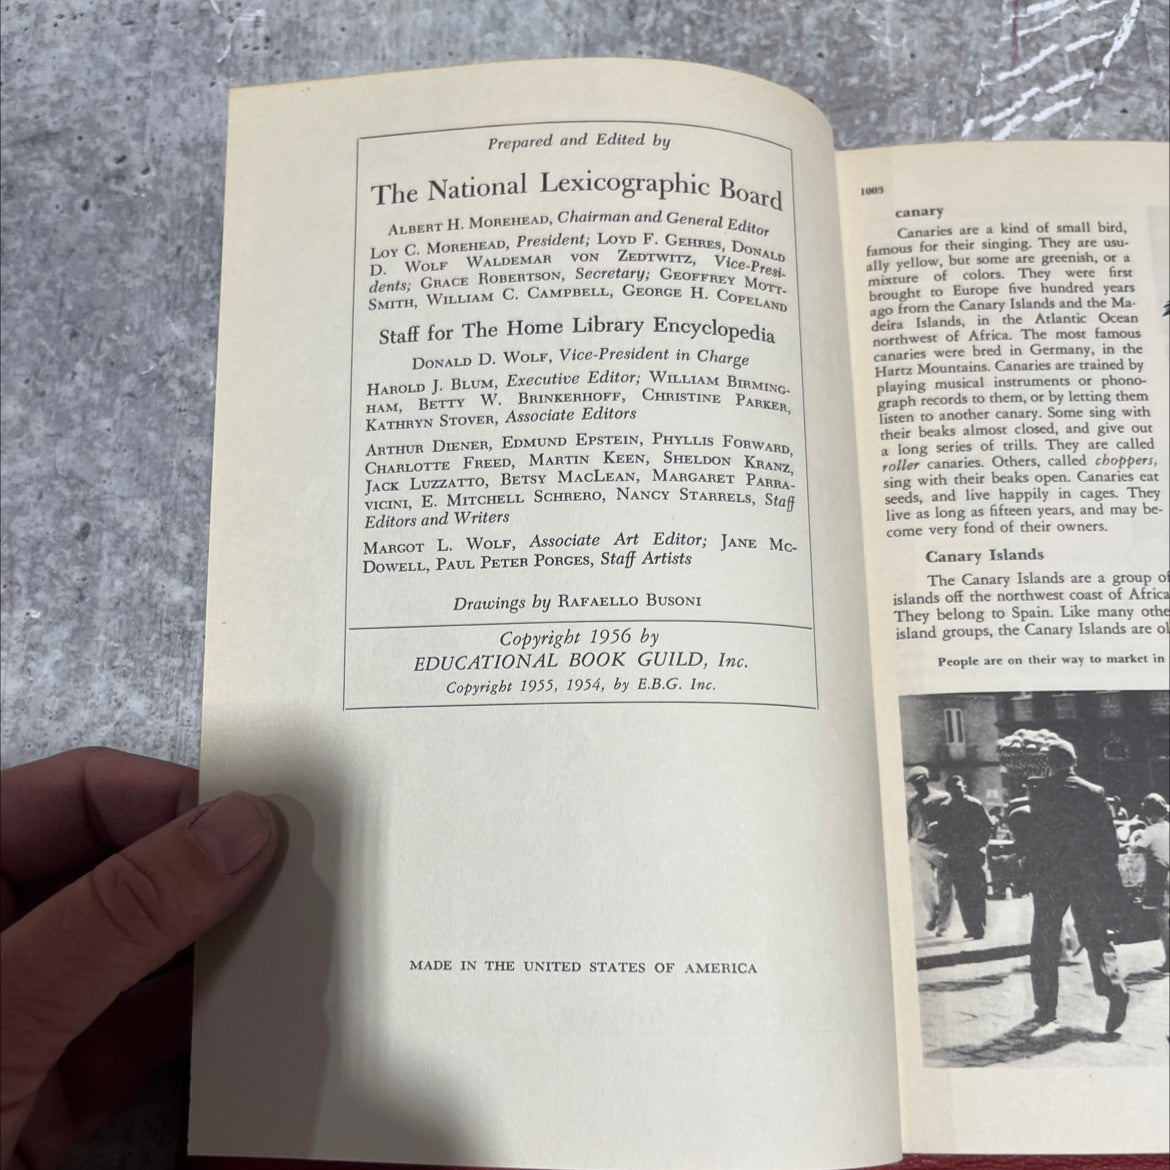 Prepared and Edited by
The National Lexicographic Board
ALBERT H. MOREHEAD, Chairman and General Editor
LOY C. MOREHEAD, President; LOYD F. GEHRES, DONALD
D. WOLF WALDEMAR VON ZEDTWITZ, Vice-Presi-
dents; GRACE ROBERTSON, Secretary; GEOFFREY MOTT-
SMITH, WILLIAM C. CAMPBELL, GEORGE H. COPELAND
Staff for The Home Library Encyclopedia
DONALD D. WOLF, Vice-President in Charge
HAROLD J. BLUM, Executive Editor; WILLIAM BIRMING-
HAM, BETTY W. BRINKERHOFF, CHRISTINE PARKER,
KATHRYN STOVER, Associate Editors
ARTHUR DIENER, EDMUND EPSTEIN, PHYLLIS FORWARD,
CHARLOTTE FREED, MARTIN KEEN, SHELDON KRANZ,
JACK LUZZATTO, BETSY MACLEAN, MARGARET PARRA-
VICINI, E. MITCHELL SCHRERO, NANCY STARRELS, Staff
Editors and Writers
MARGOT L. WOLF, Associate Art Editor; JANE MC-
DOWELL, PAUL PETER PORGES, Staff Artists
Drawings by RAFAELLO BUSONI
Copyright 1956 by
EDUCATIONAL BOOK GUILD, Inc.
Copyright 1955, 1954, by E.B.G. Inc.
MADE IN THE UNITED STATES OF AMERICA
1003
canary
Canaries are a kind of small bird,
famous for their singing. They are usu-
ally yellow, but some are greenish, or a
mixture of colors. They were first
brought to Europe five hundred years
ago from the Canary Islands and the Ma-
deira Islands, in the Atlantic Ocean
northwest of Africa. The most famous
canaries were bred in Germany, in the
Hartz Mountains. Canaries are trained by
playing musical instruments or phono-
graph records to them, or by letting them
listen to another canary. Some sing with
their beaks almost closed, and give out
a long series of trills. They are called
roller canaries. Others, called choppers,
sing with their beaks open. Canaries eat
seeds, and live happily in cages. They
live as long as fifteen years, and may be-
come very fond of their owners.
Canary Islands
The Canary Islands are a group of
islands off the northwest coast of Africa
They belong to Spain. Like many othe
island groups, the Canary Islands are ol
People are on their way to market in